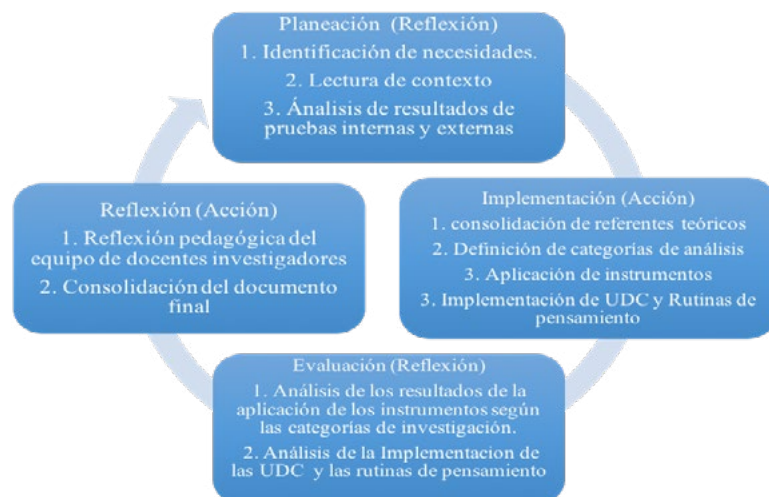 Planeación (Reflexión)
1. Identificación de necesidades.
2. Lectura de contexto
3. Ánalisis de resultados de
pruebas internas y externas
Implementación (Acción)
1. consolidación de referentes teóricos
2. Definición de categorías de análisis
3. Aplicación de instrumentos
3. Implementación de UDC y Rutinas de
pensamiento
Evaluación (Reflexión)
1. Análisis de los resultados de la
aplicación de los instrumentos según
las categorías de investigación.
2. Análisis de la Implementacion de
las UDC y las rutinas de pensamiento
Reflexión (Acción)
1. Reflexión pedagógica del
equipo de docentes investigadores
2. Consolidación del documento
final